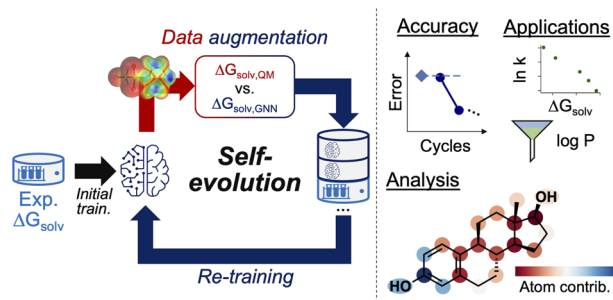 Data augmentation
ΔGsolv,QM
vs.
ΔGsolv,GNN
Self-
evolution
Exp.
ΔGsolv
Initial
train.
...
Re-training
Accuracy
Error
Cycles
Applications
ln k
ΔGsolv
log P
Analysis
OH
HO
Atom contrib.